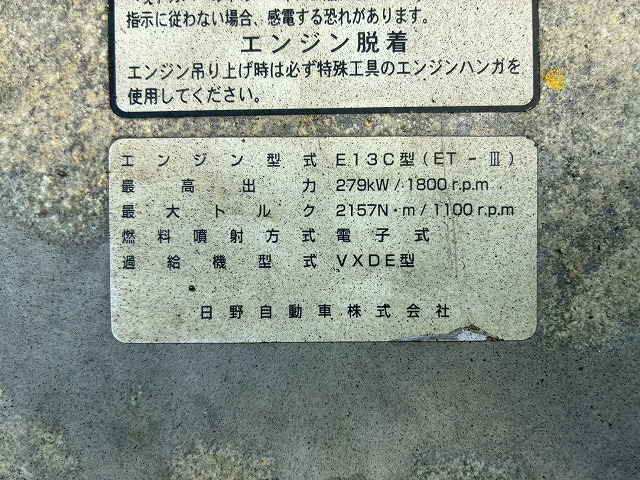 指示に従わない場合、感電する恐れがあります。
エンジン脱着
エンジン吊り上げ時は必ず特殊工具のエンジンハンガを
使用してください。
エンジン型式 E13C型(ET-Ⅲ)
最高出力 279kW/1800r.p.m
最大トルク 2157N・m/1100r.p.m
燃料噴射方式 電子式
過給機型式 VXDE型
日野自動車株式会社